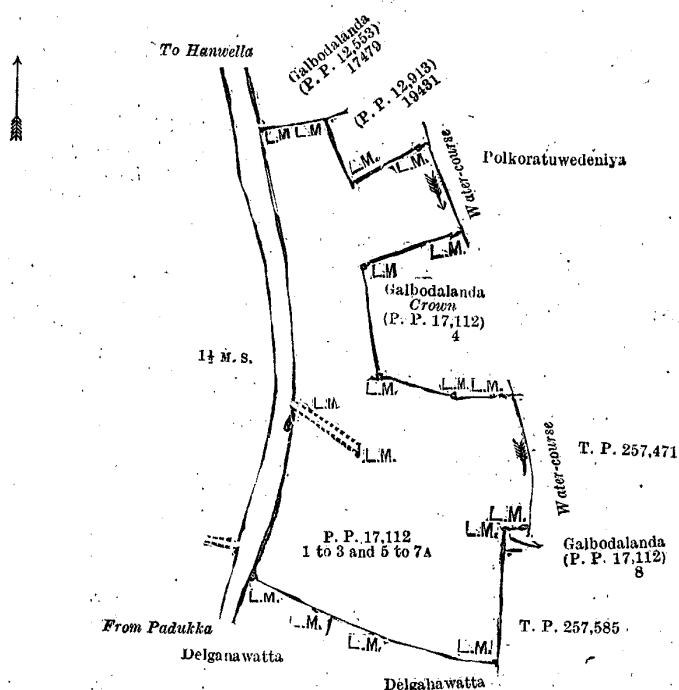 To Hanwella
Galbodalanda
(P. P. 12,553)
17479
(P. P. 12,913)
19431
L.M L.M
L.M.
L.M.
Water-course
Polkoratuwedeniya
L.M.
L.M
Galbodalanda
Crown
(P. P. 17,112)
4
1½ M. S.
L.M.
L.M. L.M.
L.M.
L.M.
Water-course
T. P. 257,471
L.M.
L.M.
P. P. 17,112
1 to 3 and 5 to 7A
Galbodalanda
(P. P. 17,112)
8
L.M.
L.M.
L.M.
L.M.
T. P. 257,585
From Padukka
Delgahawatta
Delgahawatta